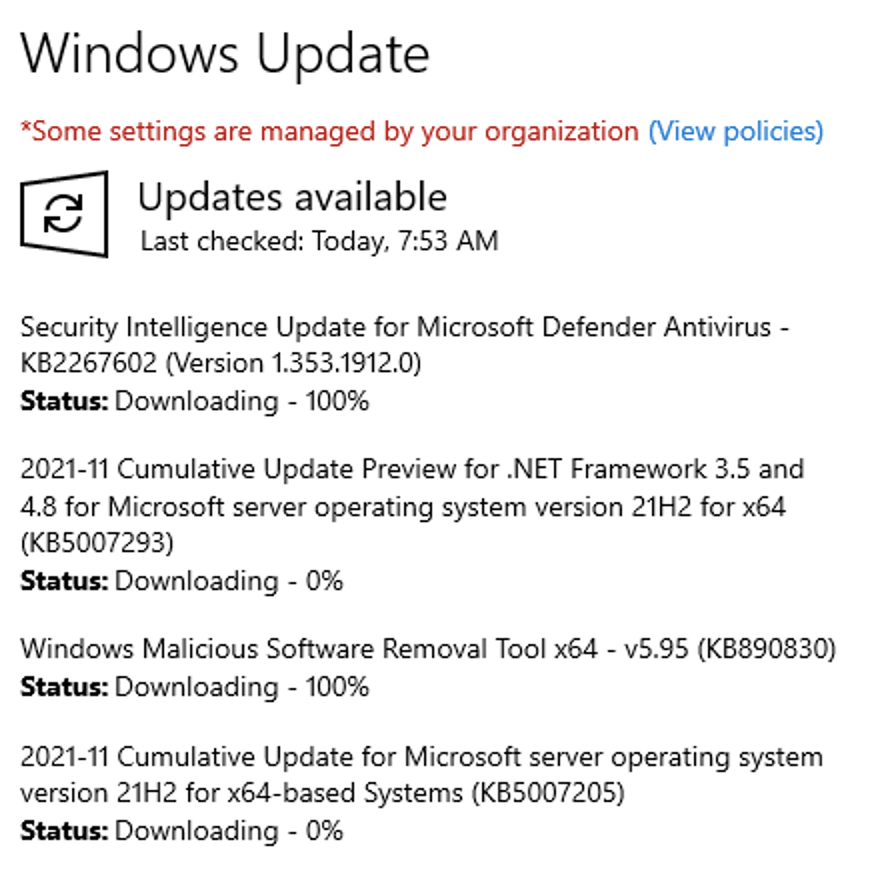 Windows Update
*Some settings are managed by your organization (View policies)
Updates available
Last checked: Today, 7:53 AM
Security Intelligence Update for Microsoft Defender Antivirus -
KB2267602 (Version 1.353.1912.0)
Status: Downloading - 100%
2021-11 Cumulative Update Preview for .NET Framework 3.5 and
4.8 for Microsoft server operating system version 21H2 for x64
(KB5007293)
Status: Downloading - 0%
Windows Malicious Software Removal Tool x64 - v5.95 (KB890830)
Status: Downloading - 100%
2021-11 Cumulative Update for Microsoft server operating system
version 21H2 for x64-based Systems (KB5007205)
Status: Downloading - 0%